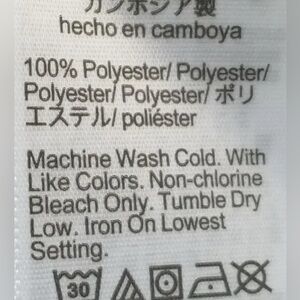 カンボジア製
hecho en camboya
100% Polyester/ Polyester/
Polyester/ Polyester/ ポリ
エステル/ poliéster
Machine Wash Cold. With
Like Colors. Non-chlorine
Bleach Only. Tumble Dry
Low. Iron On Lowest
Setting.
30